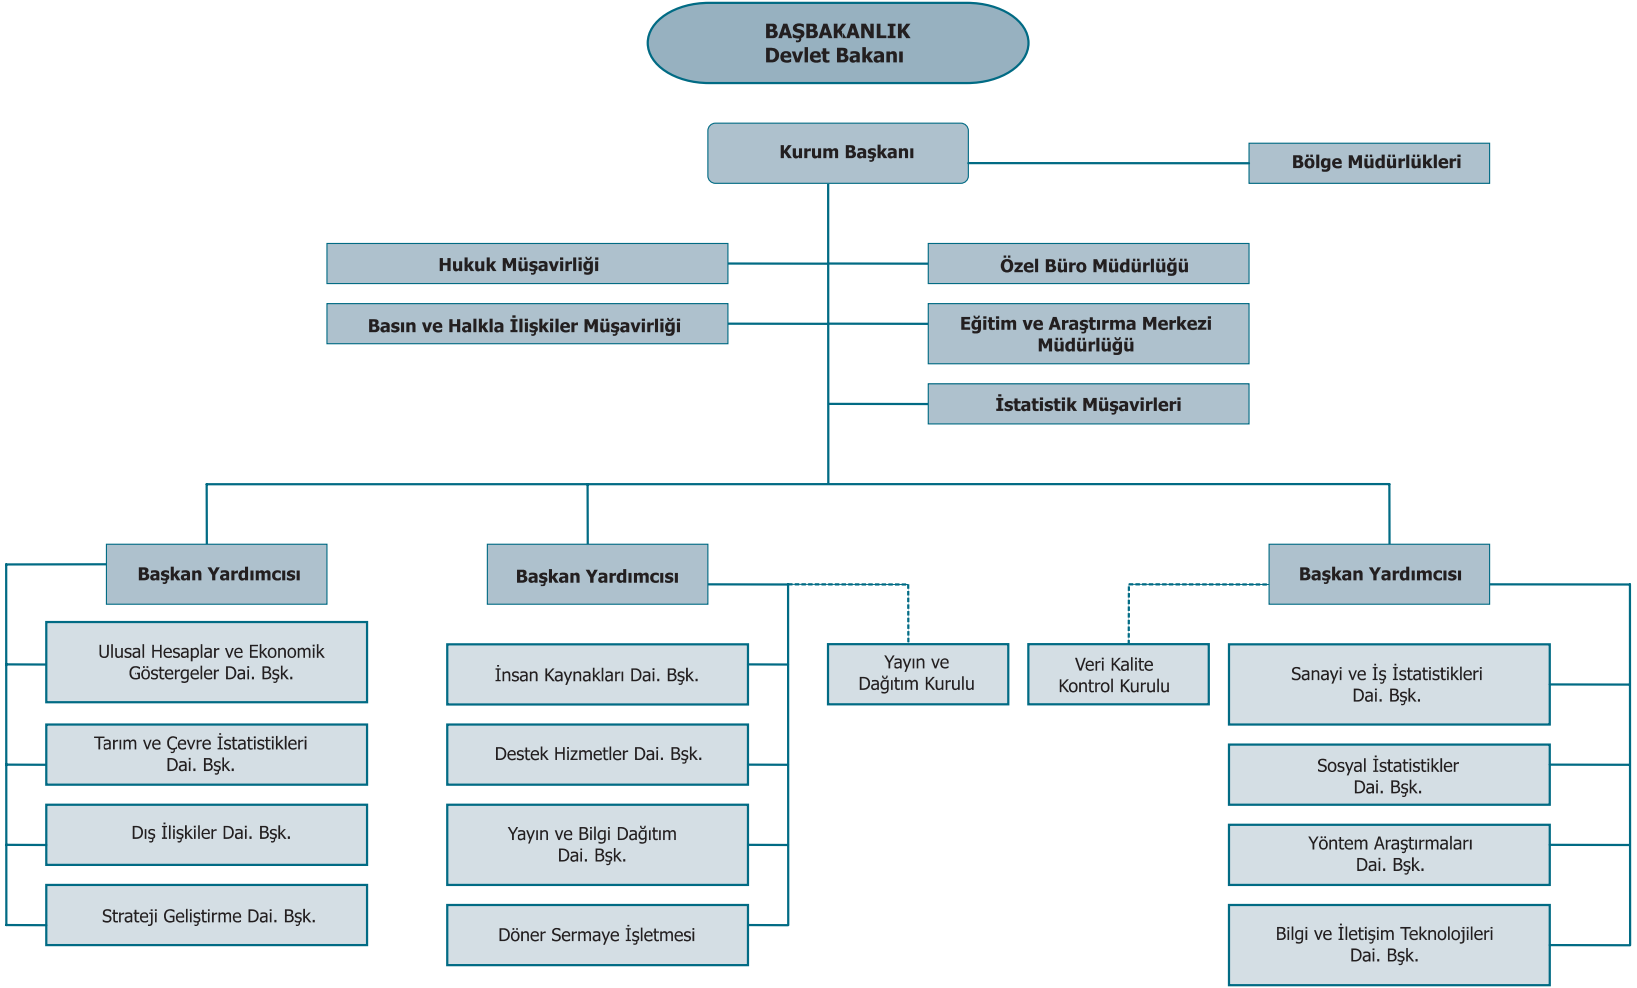 BAŞBAKANLIK
Devlet Bakanı
Kurum Başkanı
Bölge Müdürlükleri
Hukuk Müşavirliği
Özel Büro Müdürlüğü
Basın ve Halkla İlişkiler Müşavirliği
Eğitim ve Araştırma Merkezi
Müdürlüğü
İstatistik Müşavirleri
Başkan Yardımcısı
Ulusal Hesaplar ve Ekonomik
Göstergeler Dai. Bşk.
Tarım ve Çevre İstatistikleri
Dai. Bşk.
Dış İlişkiler Dai. Bşk.
Strateji Geliştirme Dai. Bşk.
Başkan Yardımcısı
İnsan Kaynakları Dai. Bşk.
Destek Hizmetler Dai. Bşk.
Yayın ve Bilgi Dağıtım
Dai. Bşk.
Döner Sermaye İşletmesi
Yayın ve
Dağıtım Kurulu
Başkan Yardımcısı
Veri Kalite
Kontrol Kurulu
Sanayi ve İş İstatistikleri
Dai. Bşk.
Sosyal İstatistikler
Dai. Bşk.
Yöntem Araştırmaları
Dai. Bşk.
Bilgi ve İletişim Teknolojileri
Dai. Bşk.